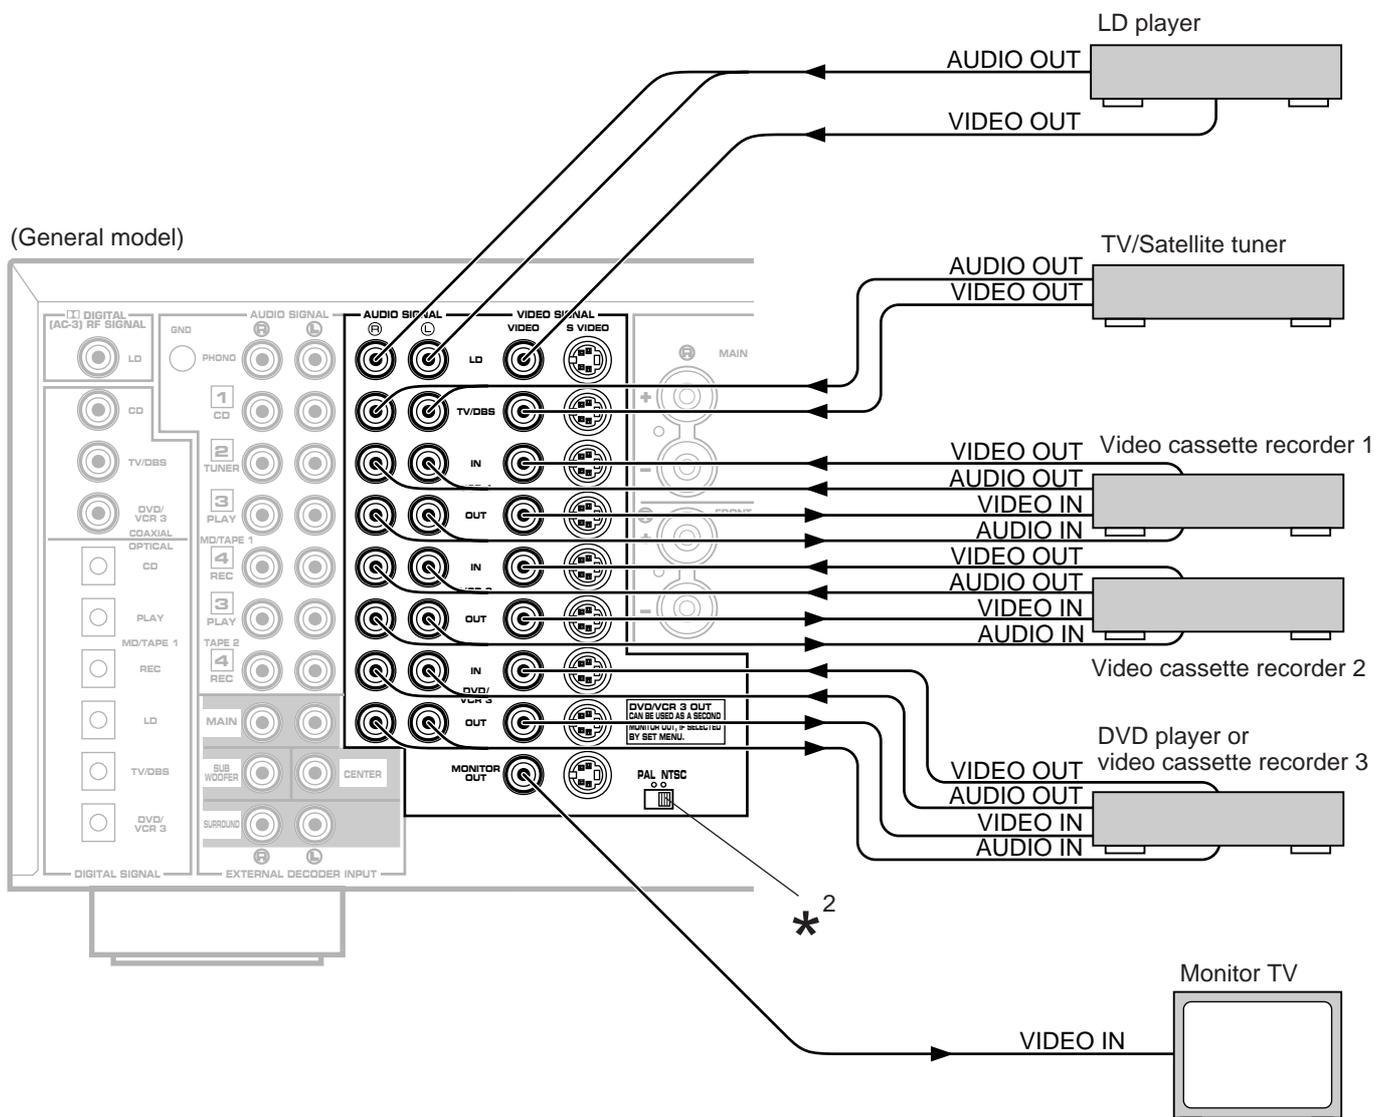 LD player
AUDIO OUT
VIDEO OUT
(General model)
TV/Satellite tuner
AUDIO OUT
VIDEO OUT
DIGITAL
(AC-3) RF SIGNAL
LD
CD
TV/DBS
DVD/
VCR 3
COAXIAL
OPTICAL
CD
PLAY
MD/TAPE 1
REC
LD
TV/DBS
DVD/
VCR 3
DIGITAL SIGNAL
AUDIO SIGNAL
GND
R L
PHONO
1
CD
2
TUNER
3
PLAY
MD/TAPE 1
4
REC
3
PLAY
TAPE 2
4
REC
MAIN
SUB
WOOFER
CENTER
SURROUND
R L
EXTERNAL DECODER INPUT
AUDIO SIGNAL
R L
VIDEO SIGNAL
VIDEO S VIDEO
LD
TV/DBS
IN
OUT
IN
OUT
IN
DVD/
VCR 3
OUT
MONITOR
OUT
DVD/VCR 3 OUT
CAN BE USED AS A SECOND
MONITOR OUT, IF SELECTED
BY SET MENU.
PAL NTSC
R
MAIN
+
−
FRONT
+
−
*2
Video cassette recorder 1
VIDEO OUT
AUDIO OUT
VIDEO IN
AUDIO IN
VIDEO OUT
AUDIO OUT
VIDEO IN
AUDIO IN
Video cassette recorder 2
DVD player or
video cassette recorder 3
VIDEO OUT
AUDIO OUT
VIDEO IN
AUDIO IN
Monitor TV
VIDEO IN